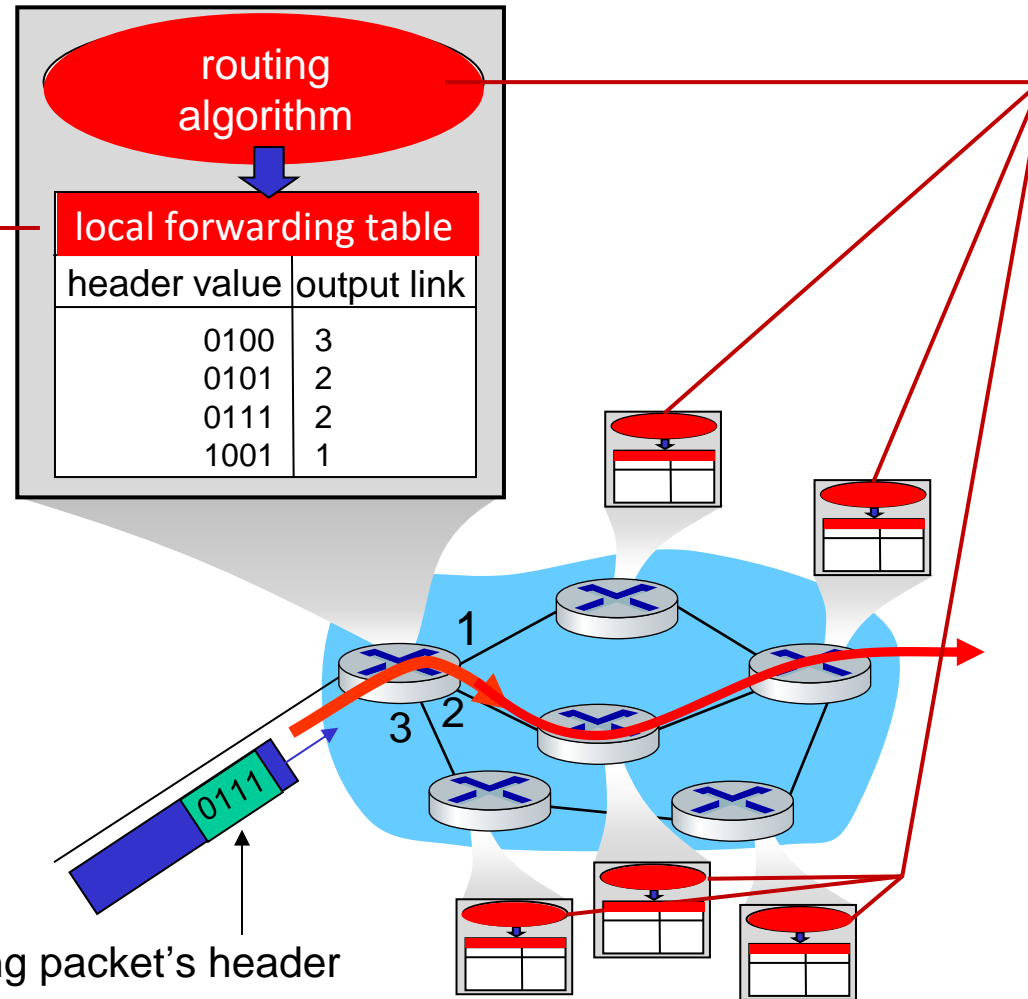 routing
algorithm
local forwarding table
header value output link
0100 3
0101 2
0111 2
1001 1
1
2
3
0111
ng packet's header